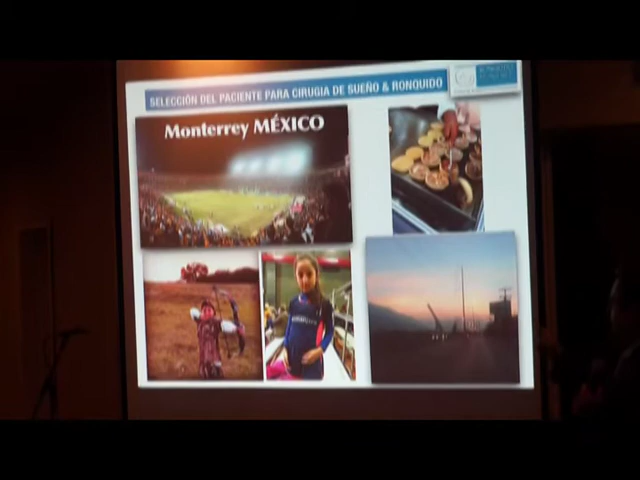 SELECCIÓN DEL PACIENTE PARA CIRUGIA DE SUEÑO & RONQUIDO
Monterrey MÉXICO